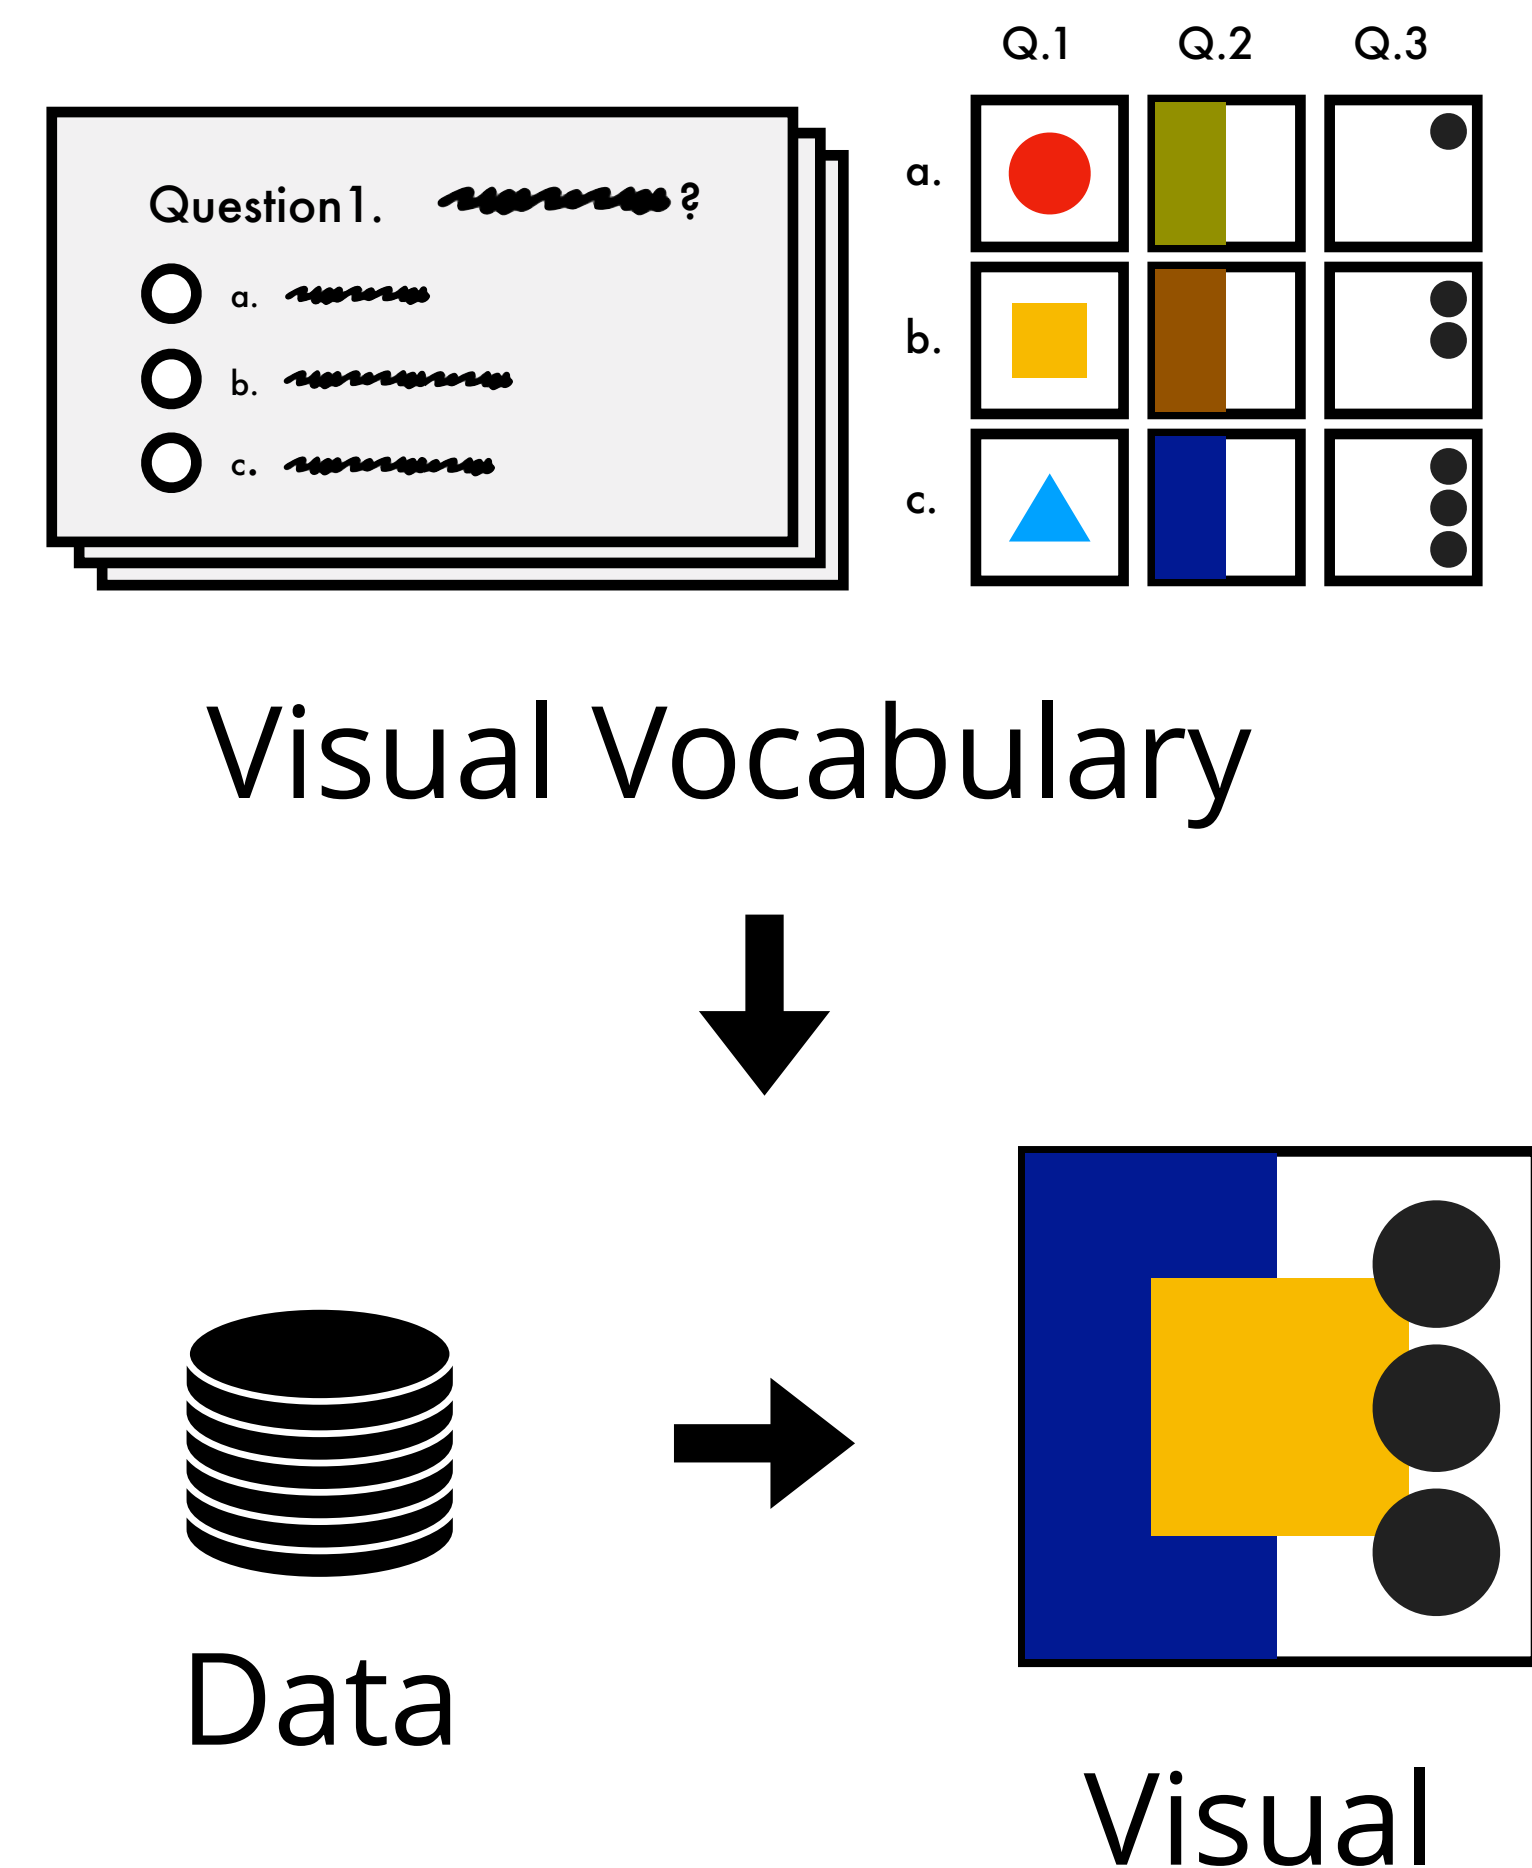 Q.1 Q.2 Q.3
Question1. ?
a.
b.
c.
a.
b.
c.
Visual Vocabulary
Data
Visual